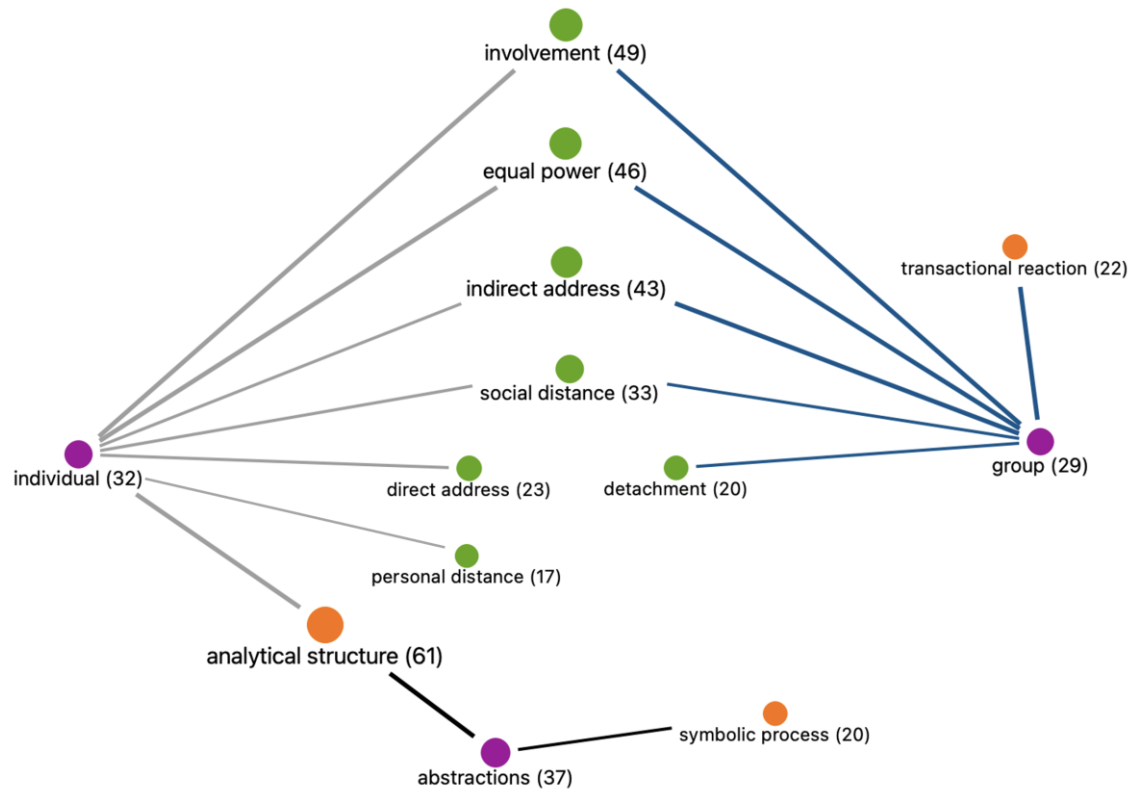 involvement (49)
equal power (46)
transactional reaction (22)
indirect address (43)
social distance (33)
group (29)
individual (32)
direct address (23)
detachment (20)
personal distance (17)
analytical structure (61)
symbolic process (20)
abstractions (37)